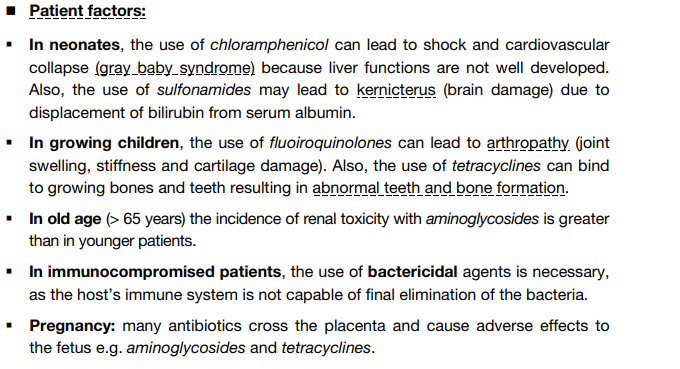 ▪ Patient factors:
▪ In neonates, the use of chloramphenicol can lead to shock and cardiovascular
collapse (gray baby syndrome) because liver functions are not well developed.
Also, the use of sulfonamides may lead to kernicterus (brain damage) due to
displacement of bilirubin from serum albumin.
▪ In growing children, the use of fluoiroquinolones can lead to arthropathy (joint
swelling, stiffness and cartilage damage). Also, the use of tetracyclines can bind
to growing bones and teeth resulting in abnormal teeth and bone formation.
▪ In old age (> 65 years) the incidence of renal toxicity with aminoglycosides is greater
than in younger patients.
▪ In immunocompromised patients, the use of bactericidal agents is necessary,
as the host's immune system is not capable of final elimination of the bacteria.
▪ Pregnancy: many antibiotics cross the placenta and cause adverse effects to
the fetus e.g. aminoglycosides and tetracyclines.